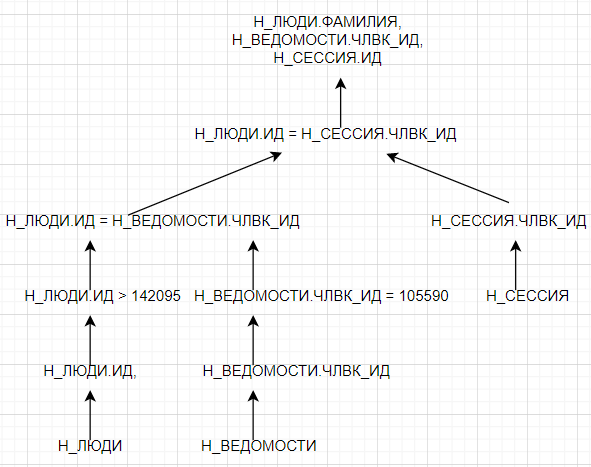 Н_ЛЮДИ.ФАМИЛИЯ,
Н_ВЕДОМОСТИ.ЧЛВК_ИД,
Н_СЕССИЯ.ИД
Н_ЛЮДИ.ИД = Н_СЕССИЯ.ЧЛВК_ИД
Н_ЛЮДИ.ИД = Н_ВЕДОМОСТИ.ЧЛВК_ИД
Н_СЕССИЯ.ЧЛВК_ИД
Н_ЛЮДИ.ИД > 142095
Н_ВЕДОМОСТИ.ЧЛВК_ИД = 105590
Н_СЕССИЯ
Н_ЛЮДИ.ИД,
Н_ВЕДОМОСТИ.ЧЛВК_ИД
Н_ЛЮДИ
Н_ВЕДОМОСТИ